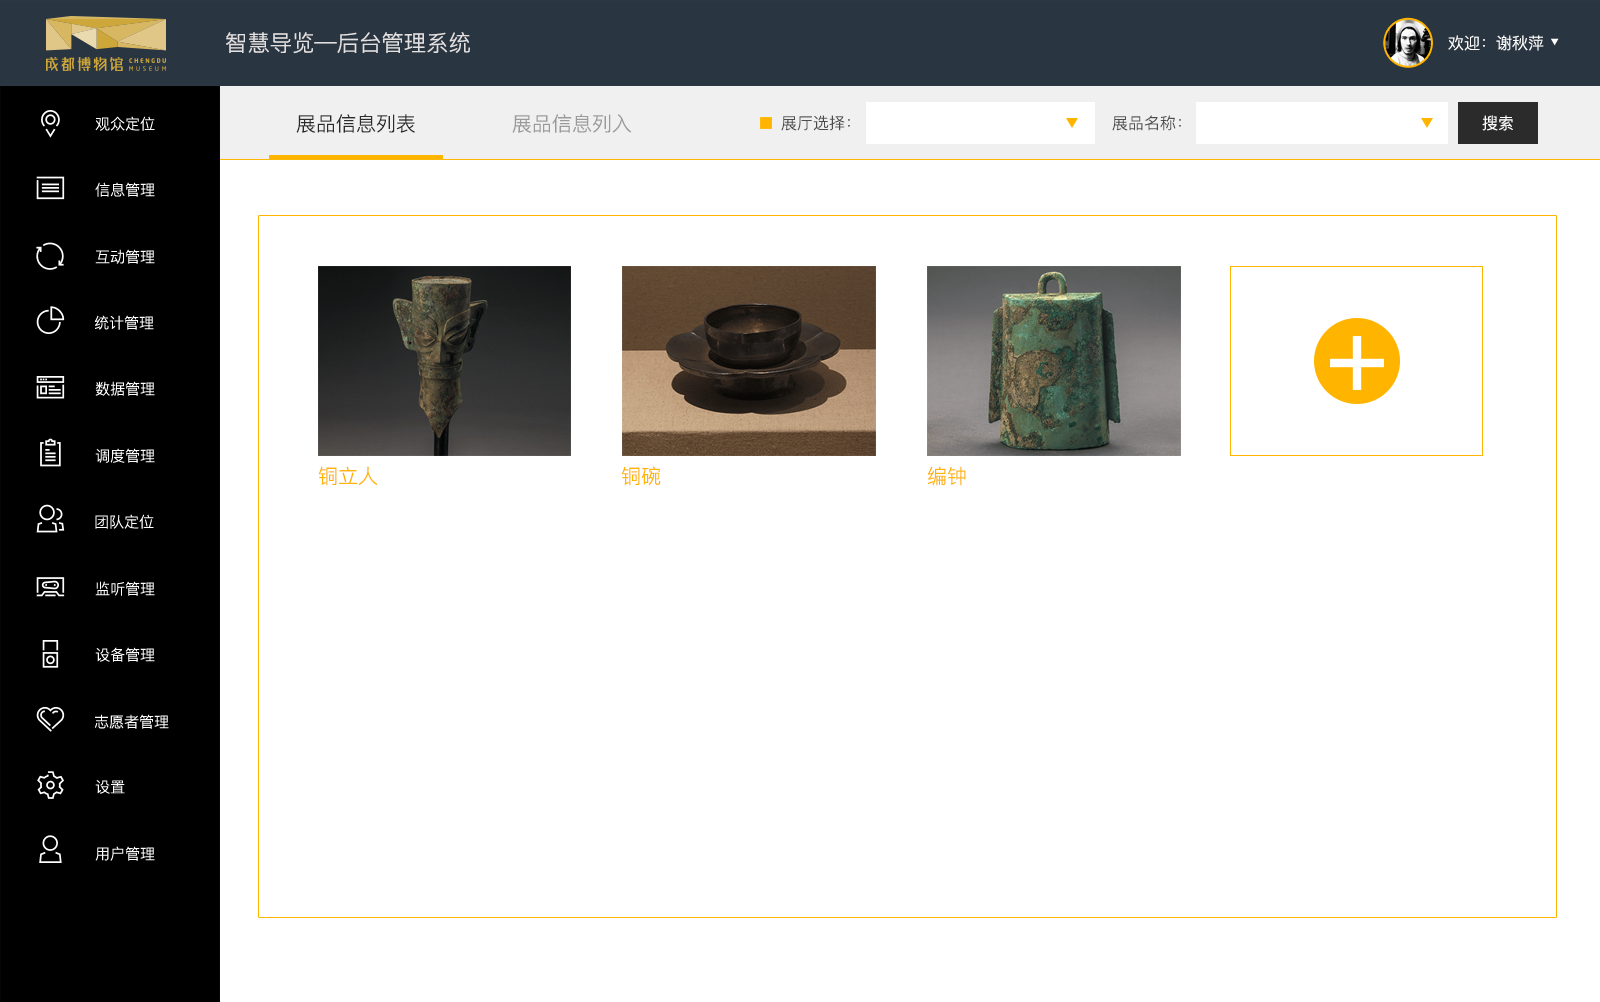 成都博物馆 CHENGDU MUSEUM
智慧导览—后台管理系统
欢迎：谢秋萍
观众定位
信息管理
互动管理
统计管理
数据管理
调度管理
团队定位
监听管理
设备管理
志愿者管理
设置
用户管理
展品信息列表
展品信息列入
展厅选择：
展品名称：
搜索
铜立人
铜碗
编钟